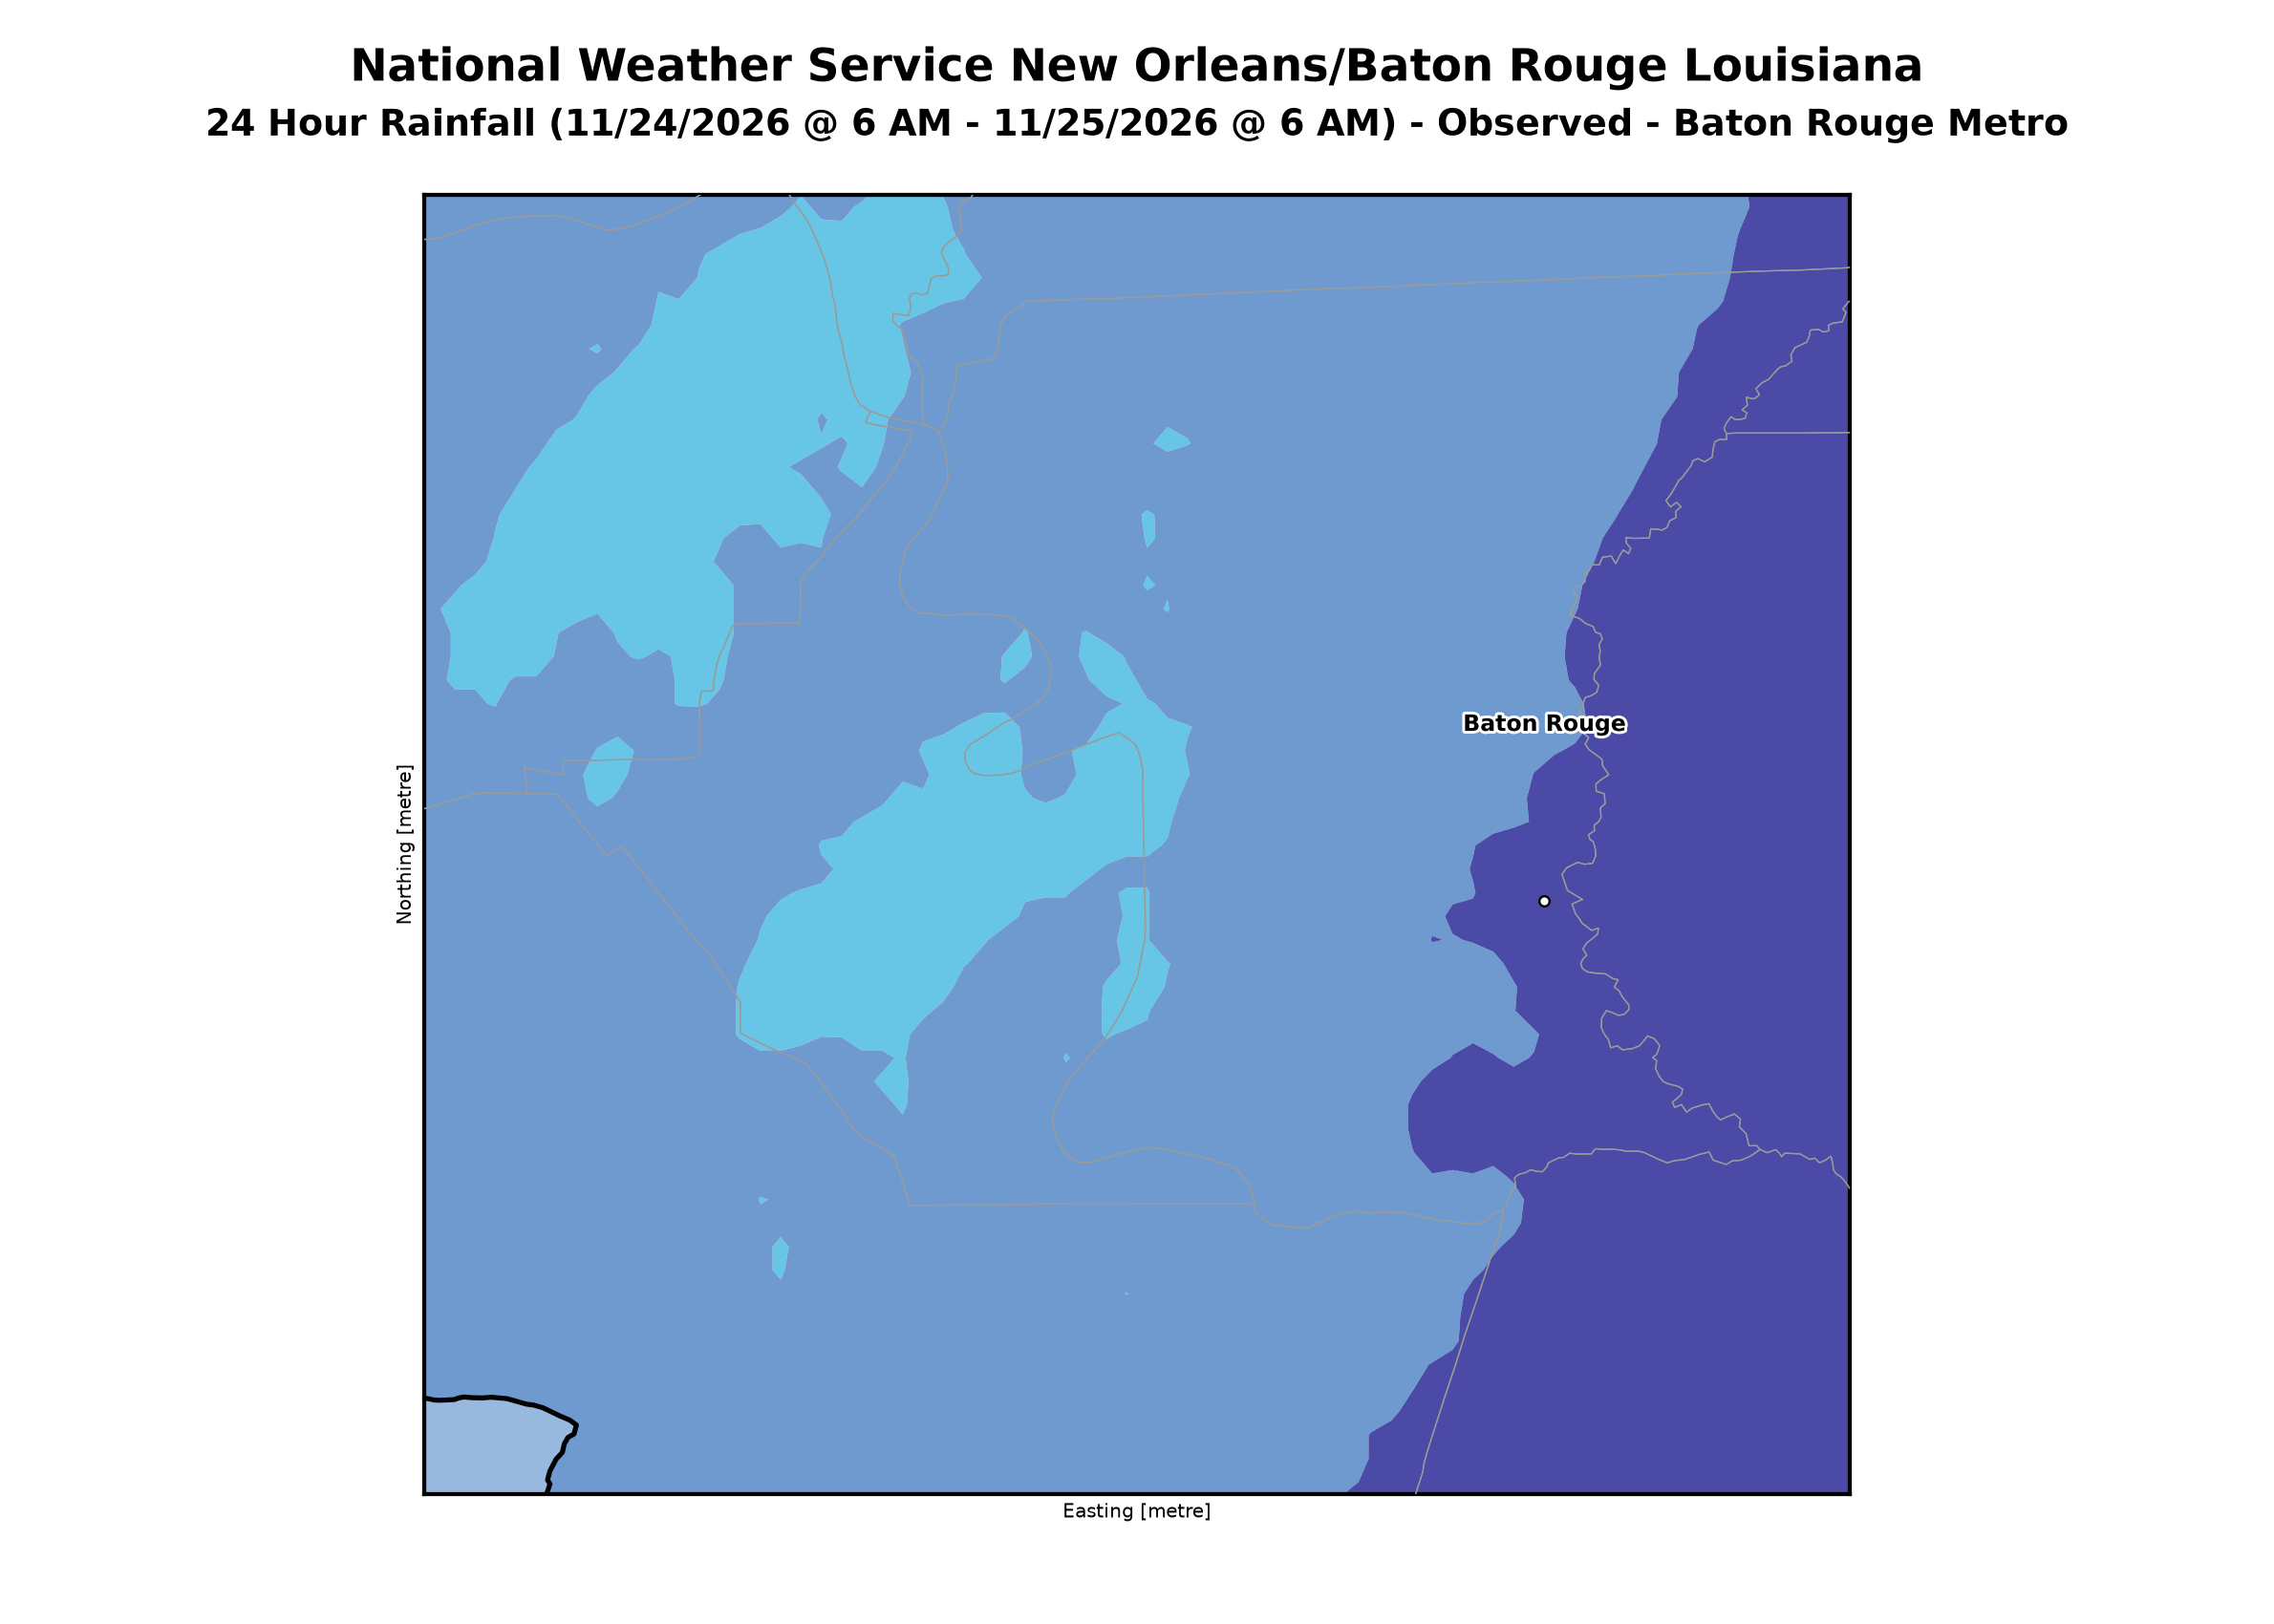 National Weather Service New Orleans/Baton Rouge Louisiana
24 Hour Rainfall (11/24/2026 @ 6 AM - 11/25/2026 @ 6 AM) - Observed - Baton Rouge Metro
Baton Rouge
Northing [metre]
Easting [metre]